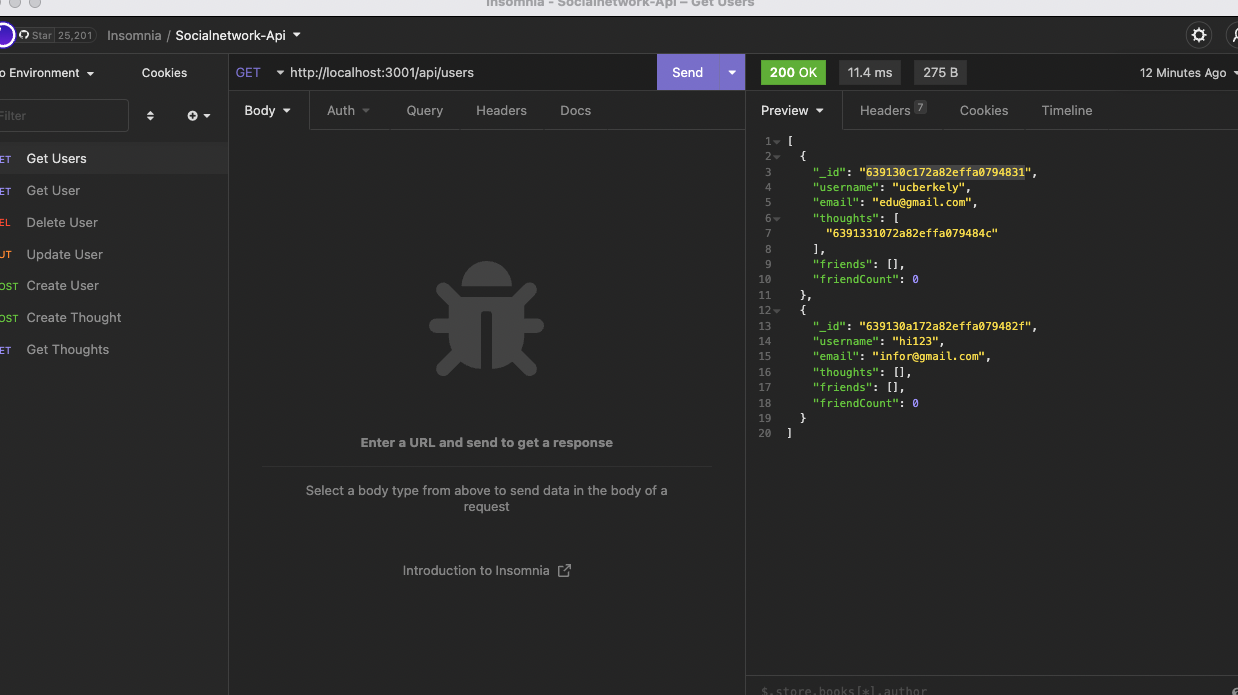 Insomnia - Socialnetwork-Api – Get Users
Star 25,201
Insomnia / Socialnetwork-Api
o Environment
Cookies
Filter
ET Get Users
ET Get User
EL Delete User
UT Update User
OST Create User
OST Create Thought
ET Get Thoughts
GET http://localhost:3001/api/users
Send
Body
Auth
Query
Headers
Docs
Enter a URL and send to get a response
Select a body type from above to send data in the body of a
request
Introduction to Insomnia
200 OK
11.4 ms
275 B
12 Minutes Ago
Preview
Headers 7
Cookies
Timeline
1 [
2 {
3 "_id": "639130c172a82effa0794831",
4 "username": "ucberkely",
5 "email": "edu@gmail.com",
6 "thoughts": [
7 "6391331072a82effa079484c"
8 ],
9 "friends": [],
10 "friendCount": 0
11 },
12 {
13 "_id": "639130a172a82effa079482f",
14 "username": "hi123",
15 "email": "infor@gmail.com",
16 "thoughts": [],
17 "friends": [],
18 "friendCount": 0
19 }
20 ]
$.store.books[*].author